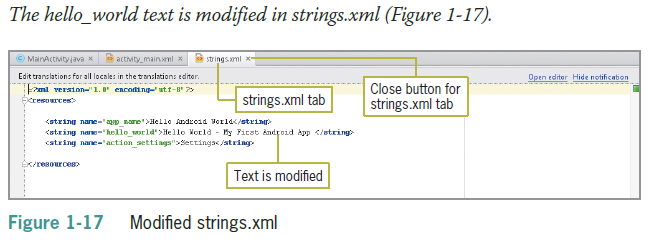 The hello_world text is modified in strings.xml (Figure 1-17).
MainActivity.java × activity_main.xml × strings.xml ×
Edit translations for all locales in the translations editor. Open editor Hide notification
<?xml version="1.0" encoding="utf-8"?>
<resources>
strings.xml tab
Close button for
strings.xml tab
<string name="app_name">Hello Android World</string>
<string name="hello_world">Hello World - My First Android App </string>
<string name="action_settings">Settings</string>
</resources>
Text is modified
Figure 1-17 Modified strings.xml